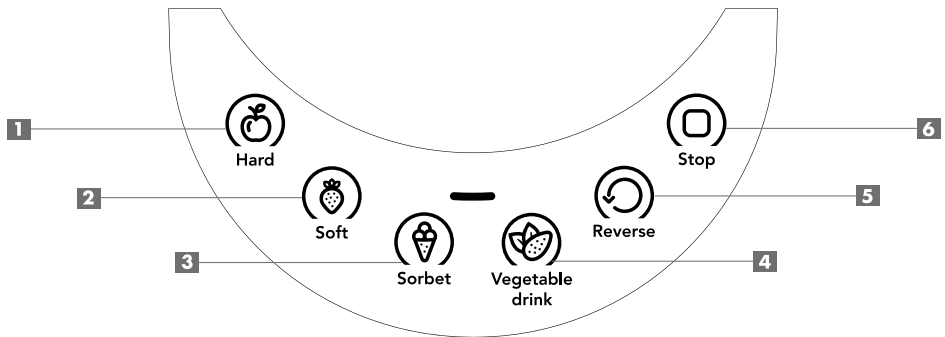 1
Hard
2
Soft
3
Sorbet
4
Vegetable
drink
5
Reverse
6
Stop